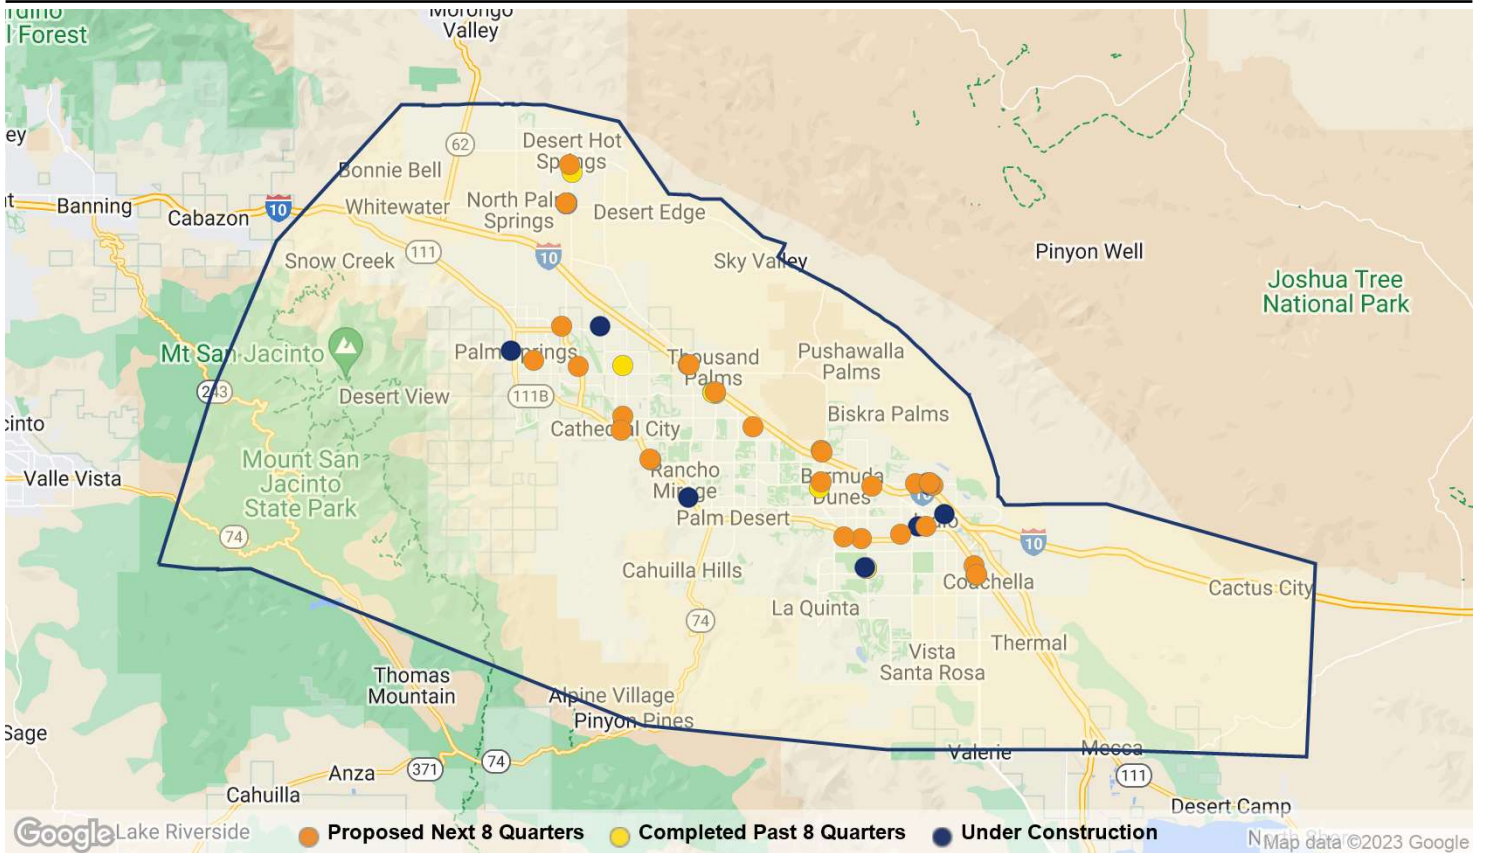 Morongo
Valley
l Forest
ey
62
Desert Hot
Springs
Bonnie Bell
nt
Banning
Cabazon
10
Whitewater
North Palm
Springs
Desert Edge
Snow Creek
111
10
Sky Valley
Pinyon Well
Joshua Tree
National Park
Mt San Jacinto
Palm Springs
Thousand
Palms
Pushawalla
Palms
243
Desert View
111B
Biskra Palms
cinto
Cathedral City
Valle Vista
Mount San
Jacinto
State Park
Rancho
Mirage
Bermuda
Dunes
10
Palm Desert
Indio
74
10
Cahuilla Hills
Coachella
Cactus City
La Quinta
74
Thermal
Vista
Santa Rosa
Thomas
Mountain
Alpine Village
Pinyon Pines
Sage
Valerie
Mecca
Anza
371
74
111
Cahuilla
Desert Camp
Google
Lake Riverside
Proposed Next 8 Quarters
Completed Past 8 Quarters
Under Construction
Map data ©2023 Google